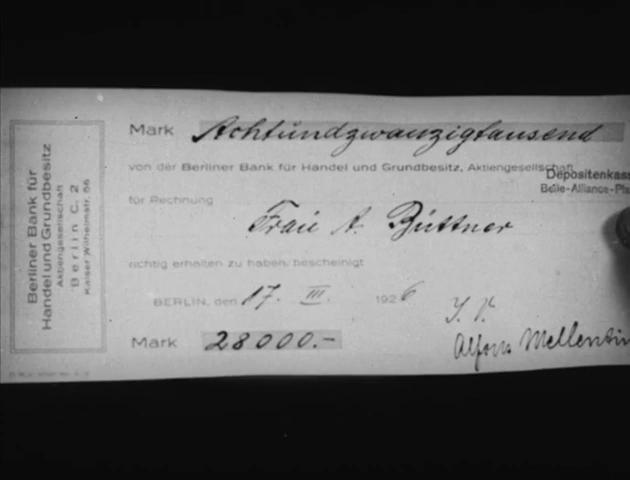 Berliner Bank für
Handel und Grundbesitz
Aktiengesellschaft
Berlin C. 2
Kaiser Wilhelmstr. 56
Mark Achtundzwanzigtausend
von der Berliner Bank für Handel und Grundbesitz, Aktiengesellschaft
Depositenkass
Belle-Alliance-Pla
für Rechnung
Frau A. Büttner
richtig erhalten zu haben, bescheinigt
BERLIN, den 17. III. 1926
I. V.
Mark 28000.-
Alfons Mellentin